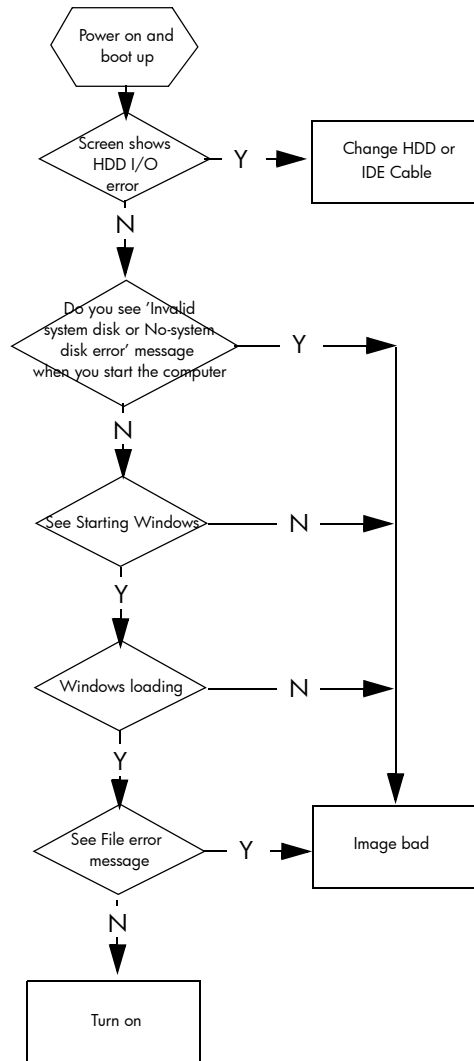 Power on and
boot up
Screen shows
HDD I/O
error
Y
Change HDD or
IDE Cable
N
Do you see 'Invalid
system disk or No-system
disk error' message
when you start the computer
Y
N
See Starting Windows
N
Y
Windows loading
N
Y
See File error
message
Y
Image bad
N
Turn on